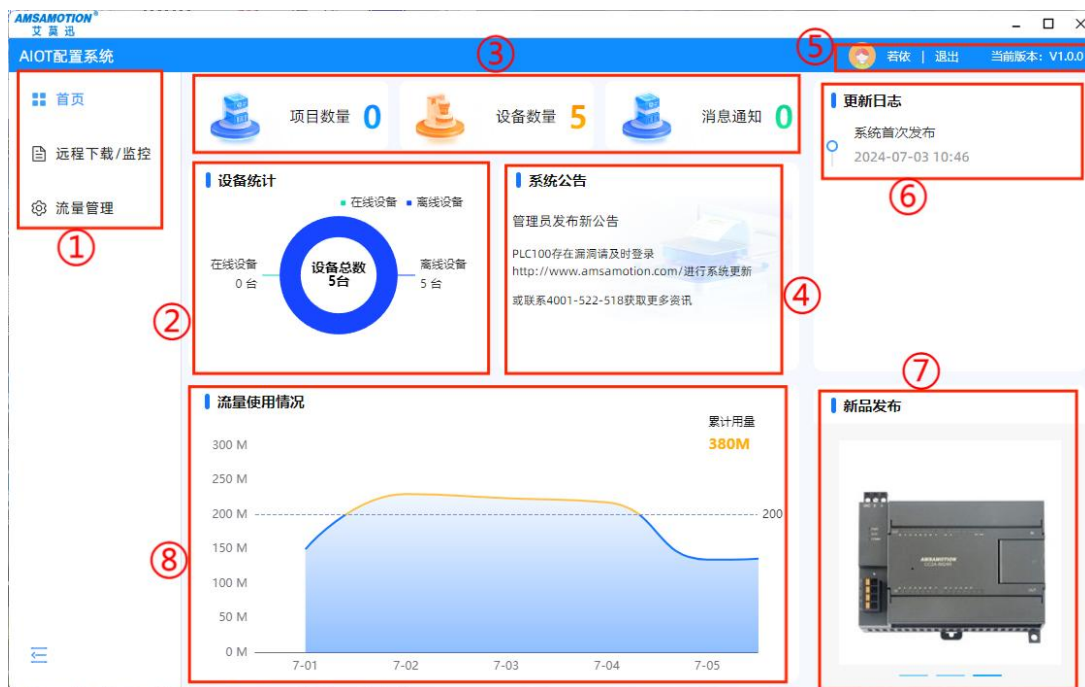 AMSAMOTION®
艾莫迅
AIOT配置系统
⑤
若依 | 退出 当前版本：V1.0.0
首页
远程下载/监控
流量管理
①
③
项目数量 0
设备数量 5
消息通知 0
更新日志
系统首次发布
2024-07-03 10:46
⑥
设备统计
在线设备 离线设备
在线设备
0 台
设备总数
5台
离线设备
5 台
②
系统公告
管理员发布新公告
PLC100存在漏洞请及时登录
http://www.amsamotion.com/进行系统更新
或联系4001-522-518获取更多资讯
④
⑦
流量使用情况
累计用量
380M
300 M
250 M
200 M
200
150 M
100 M
50 M
0 M
7-01 7-02 7-03 7-04 7-05
⑧
新品发布
AMSAMOTION